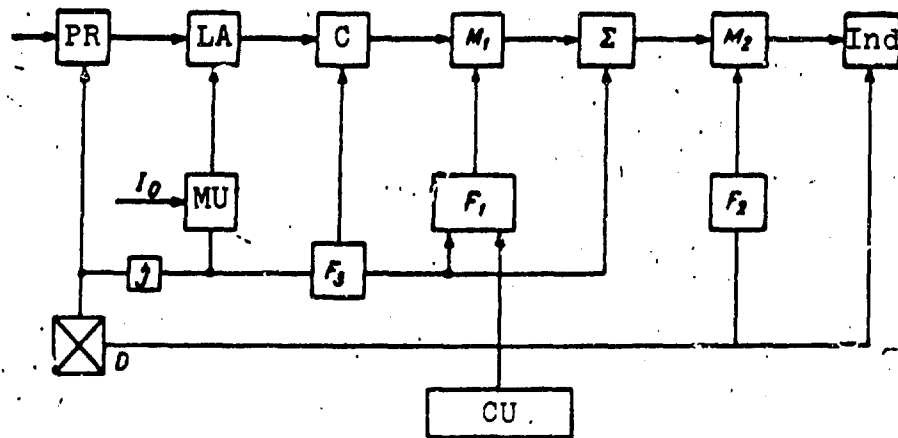 PR LA C M₁ Σ M₂ Ind
I₀ MU F₁ F₂
F₃
D
CU